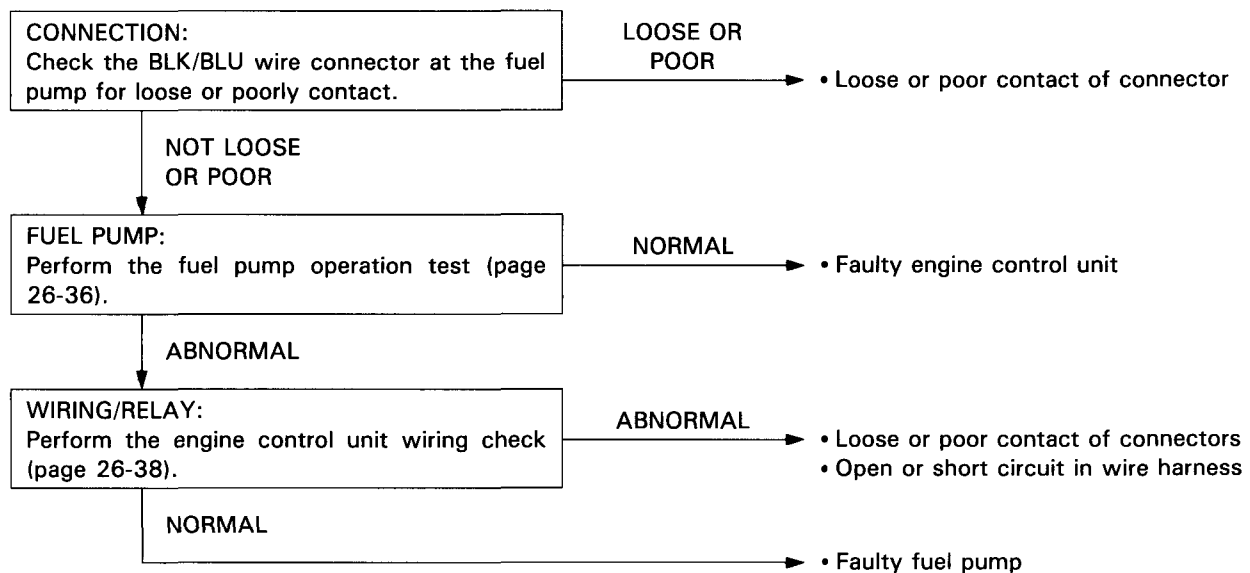 CONNECTION:
Check the BLK/BLU wire connector at the fuel
pump for loose or poorly contact.
LOOSE OR
POOR
• Loose or poor contact of connector
NOT LOOSE
OR POOR
FUEL PUMP:
Perform the fuel pump operation test (page
26-36).
NORMAL
• Faulty engine control unit
ABNORMAL
WIRING/RELAY:
Perform the engine control unit wiring check
(page 26-38).
ABNORMAL
• Loose or poor contact of connectors
• Open or short circuit in wire harness
NORMAL
• Faulty fuel pump